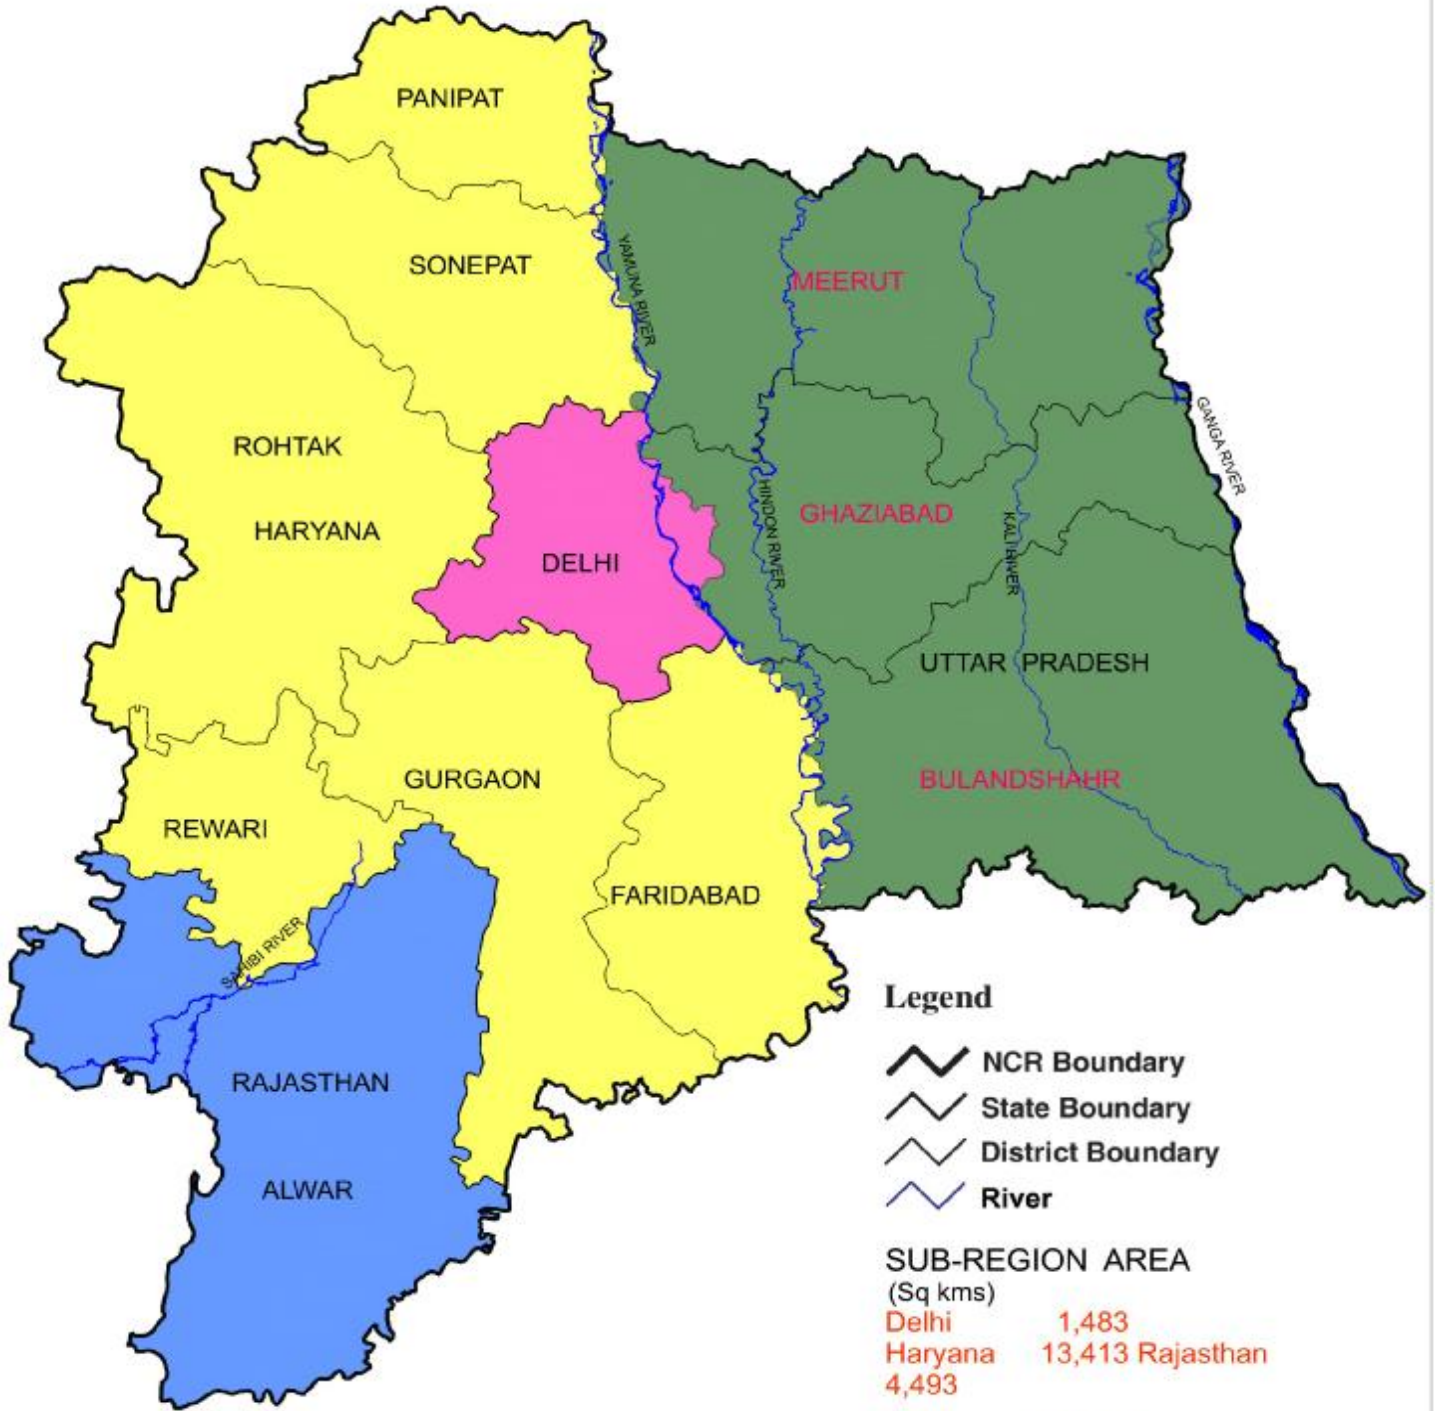 PANIPAT
SONEPAT
YAMUNA RIVER
MEERUT
GANGA RIVER
ROHTAK
HARYANA
DELHI
HINDON RIVER
GHAZIABAD
KALI RIVER
UTTAR PRADESH
GURGAON
BULANDSHAHR
REWARI
FARIDABAD
SAHIBI RIVER
RAJASTHAN
ALWAR
Legend
NCR Boundary
State Boundary
District Boundary
River
SUB-REGION AREA
(Sq kms)
Delhi 1,483
Haryana 13,413 Rajasthan
4,493